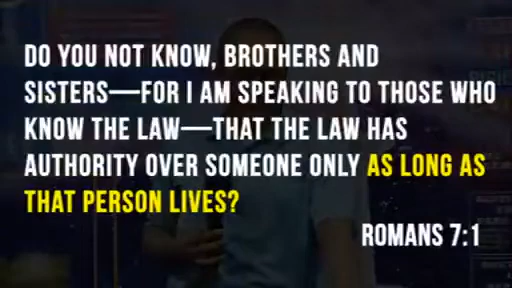 DO YOU NOT KNOW, BROTHERS AND
SISTERS—FOR I AM SPEAKING TO THOSE WHO
KNOW THE LAW—THAT THE LAW HAS
AUTHORITY OVER SOMEONE ONLY AS LONG AS
THAT PERSON LIVES?
ROMANS 7:1